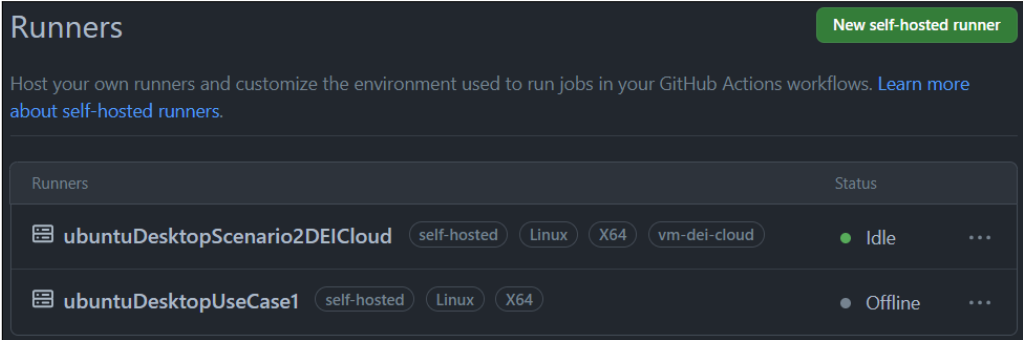 Runners
New self-hosted runner
Host your own runners and customize the environment used to run jobs in your GitHub Actions workflows. Learn more
about self-hosted runners.
Runners Status
ubuntuDesktopScenario2DEICloud self-hosted Linux X64 vm-dei-cloud Idle
ubuntuDesktopUseCase1 self-hosted Linux X64 Offline